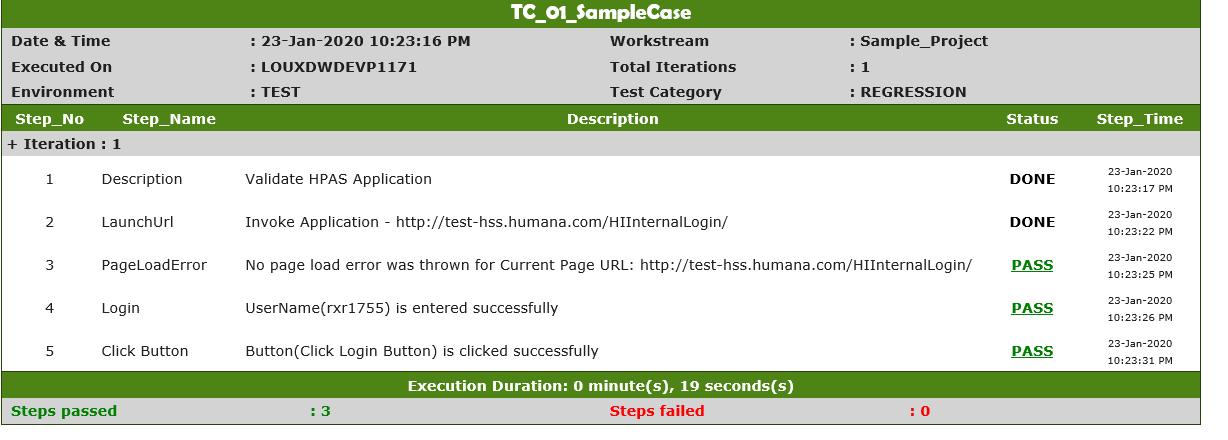 TC_01_SampleCase
Date & Time : 23-Jan-2020 10:23:16 PM Workstream : Sample_Project
Executed On : LOUXDWDEVP1171 Total Iterations : 1
Environment : TEST Test Category : REGRESSION
Step_No Step_Name Description Status Step_Time
+ Iteration : 1
1 Description Validate HPAS Application DONE 23-Jan-2020
10:23:17 PM
2 LaunchUrl Invoke Application - http://test-hss.humana.com/HIInternalLogin/ DONE 23-Jan-2020
10:23:22 PM
3 PageLoadError No page load error was thrown for Current Page URL: http://test-hss.humana.com/HIInternalLogin/ PASS 23-Jan-2020
10:23:25 PM
4 Login UserName(rxr1755) is entered successfully PASS 23-Jan-2020
10:23:26 PM
5 Click Button Button(Click Login Button) is clicked successfully PASS 23-Jan-2020
10:23:31 PM
Execution Duration: 0 minute(s), 19 seconds(s)
Steps passed : 3 Steps failed : 0